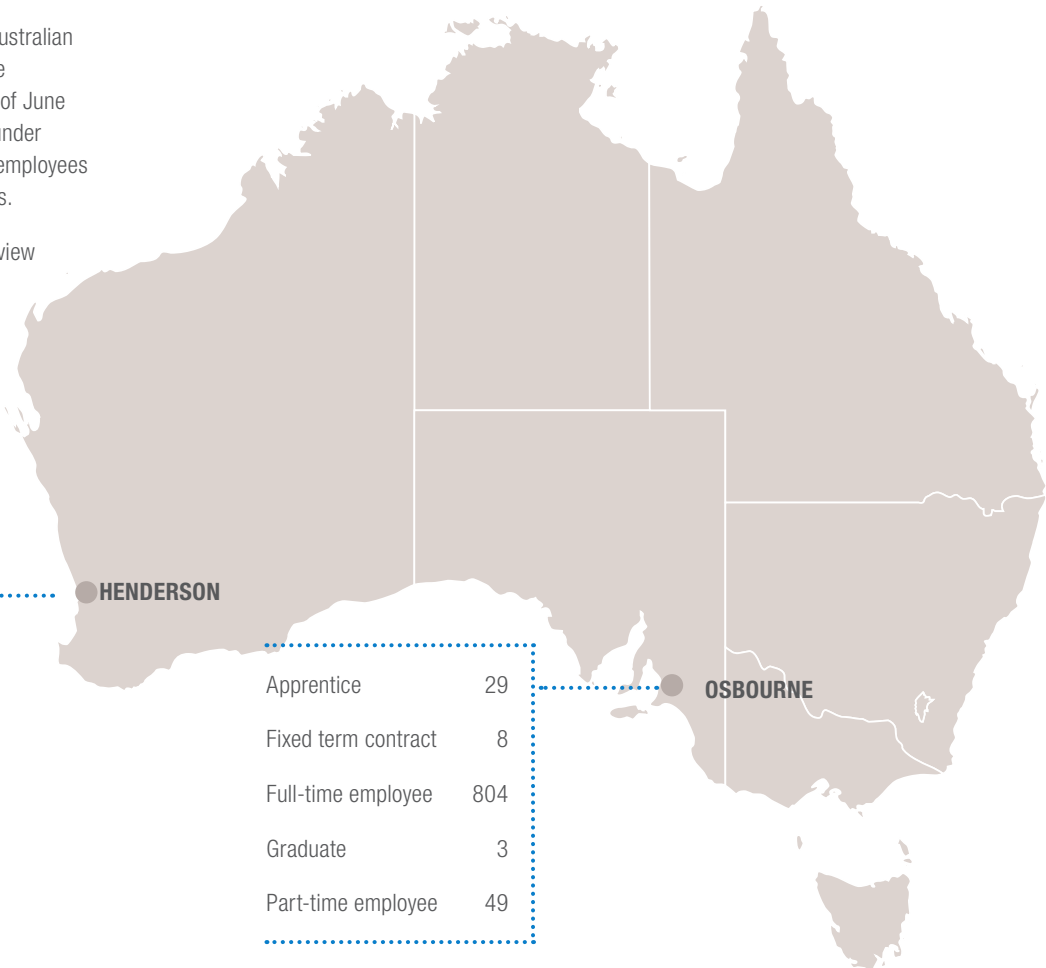 ustralian
e
of June
under
employees
s.
view
HENDERSON
OSBOURNE
Apprentice 29
Fixed term contract 8
Full-time employee 804
Graduate 3
Part-time employee 49